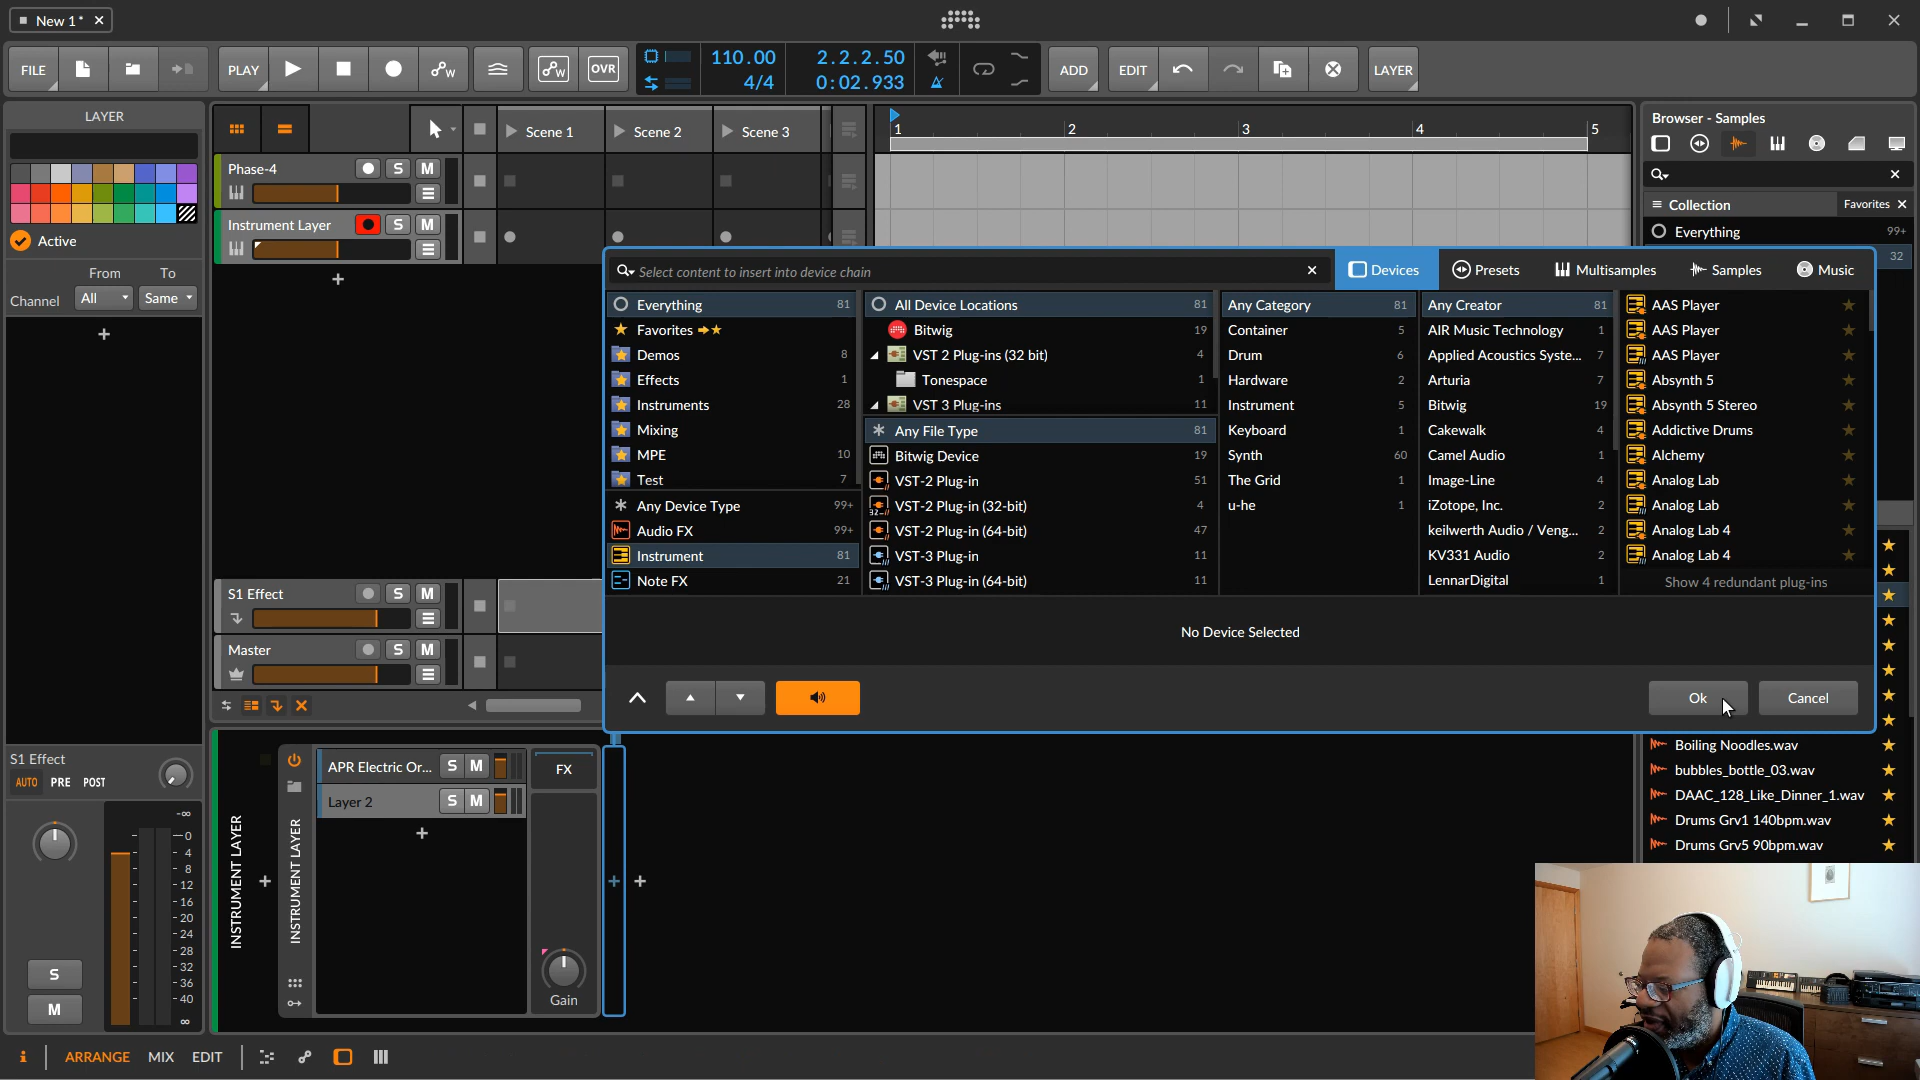 New 1*
FILE
PLAY
OVR
110.00
4/4
2.2.2.50
0:02.933
ADD
EDIT
LAYER
LAYER
Active
From
To
Channel
All
Same
Scene 1
Scene 2
Scene 3
Phase-4
S
M
Instrument Layer
S
M
S1 Effect
S
M
Master
S
M
1
2
3
4
5
Browser - Samples
Collection
Favorites
Everything
99+
32
Select content to insert into device chain
Devices
Presets
Multisamples
Samples
Music
Everything 81
Favorites
Demos 8
Effects 1
Instruments 28
Mixing
MPE 10
Test 7
Any Device Type 99+
Audio FX 99+
Instrument 81
Note FX 21
All Device Locations 81
Bitwig 19
VST 2 Plug-ins (32 bit) 4
Tonespace 1
VST 3 Plug-ins 11
Any File Type 81
Bitwig Device 19
VST-2 Plug-in 51
VST-2 Plug-in (32-bit) 4
VST-2 Plug-in (64-bit) 47
VST-3 Plug-in 11
VST-3 Plug-in (64-bit) 11
Any Category 81
Container 5
Drum 6
Hardware 2
Instrument 5
Keyboard 1
Synth 60
The Grid 1
u-he 1
Any Creator 81
AIR Music Technology 1
Applied Acoustics Syste... 7
Arturia 7
Bitwig 19
Cakewalk 4
Camel Audio 1
Image-Line 4
iZotope, Inc. 2
keilwerth Audio / Veng... 2
KV331 Audio 2
LennarDigital 1
AAS Player
AAS Player
AAS Player
Absynth 5
Absynth 5 Stereo
Addictive Drums
Alchemy
Analog Lab
Analog Lab
Analog Lab 4
Analog Lab 4
Show 4 redundant plug-ins
No Device Selected
Ok
Cancel
Boiling Noodles.wav
bubbles_bottle_03.wav
DAAC_128_Like_Dinner_1.wav
Drums Grv1 140bpm.wav
Drums Grv5 90bpm.wav
S1 Effect
AUTO
PRE
POST
-∞
0
4
8
12
16
20
24
28
32
36
40
∞
S
M
INSTRUMENT LAYER
INSTRUMENT LAYER
APR Electric Or...
S
M
Layer 2
S
M
FX
Gain
i
ARRANGE
MIX
EDIT